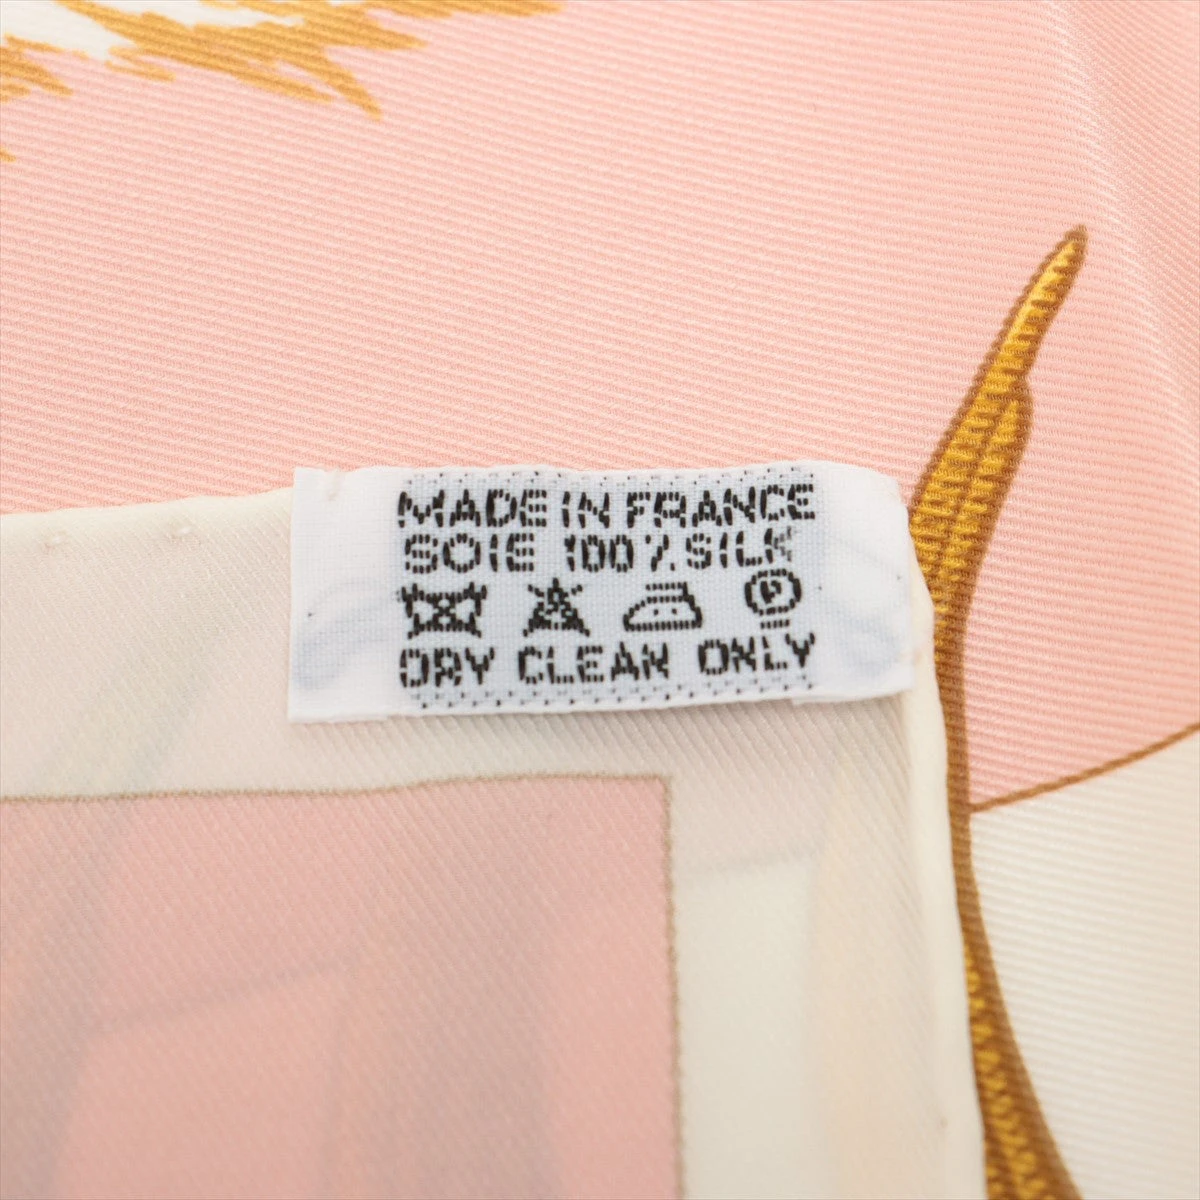 MADE IN FRANCE
SOIE 100% SILK
P
DRY CLEAN ONLY